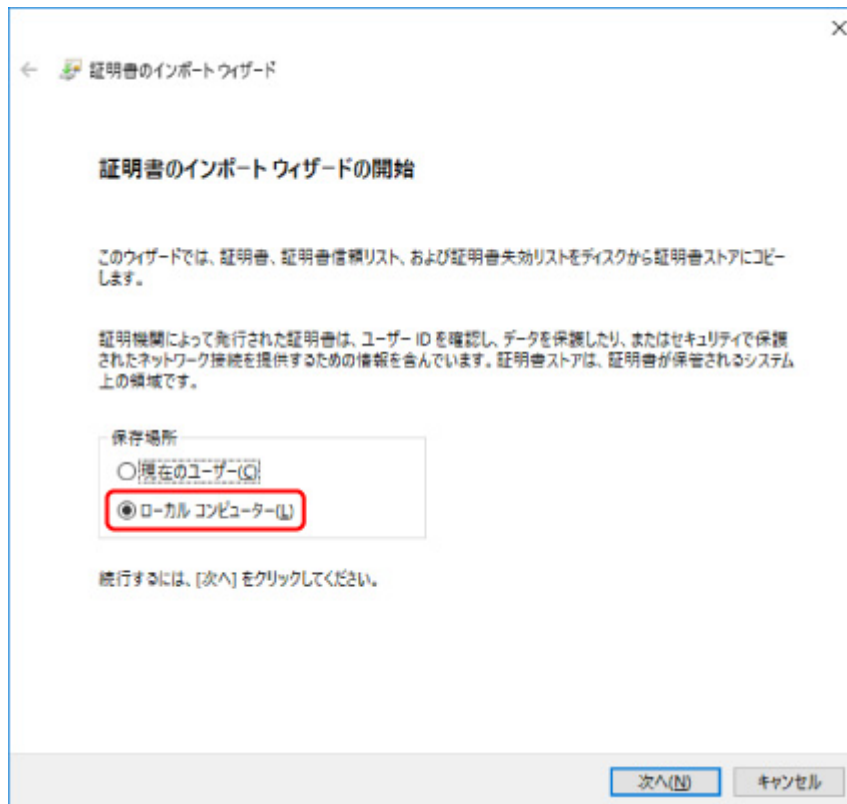 証明書のインポート ウィザード
証明書のインポート ウィザードの開始
このウィザードでは、証明書、証明書信頼リスト、および証明書失効リストをディスクから証明書ストアにコピー
します。
証明機関によって発行された証明書は、ユーザー ID を確認し、データを保護したり、またはセキュリティで保護
されたネットワーク接続を提供するための情報を含んでいます。証明書ストアは、証明書が保管されるシステム
上の領域です。
保存場所
現在のユーザー(C)
ローカル コンピューター(L)
続行するには、[次へ] をクリックしてください。
次へ(N)
キャンセル